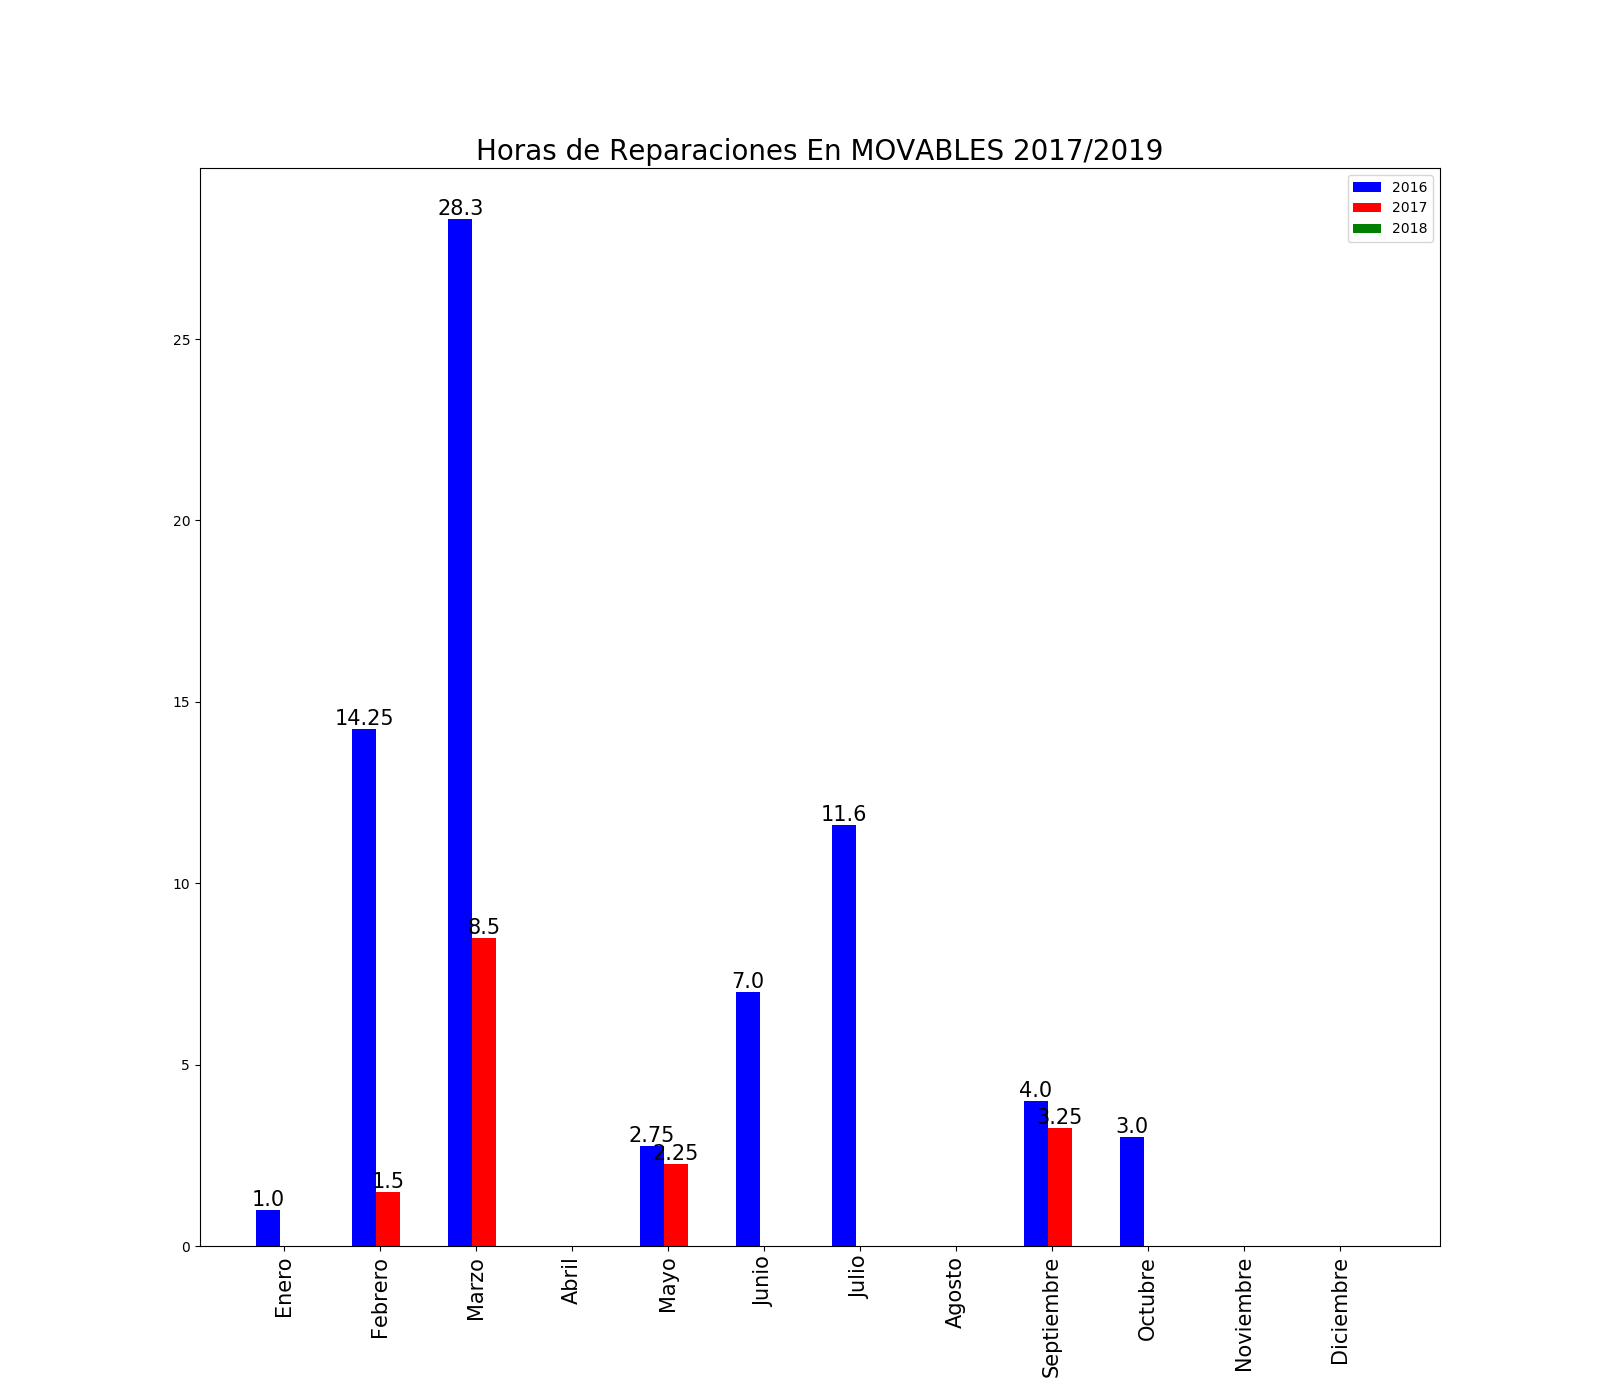 Horas de Reparaciones En MOVABLES 2017/2019
2016
2017
2018
28.3
25
20
15
14.25
11.6
10
8.5
7.0
5
4.0
3.25
3.0
2.75
2.25
1.5
1.0
0
Enero
Febrero
Marzo
Abril
Mayo
Junio
Julio
Agosto
Septiembre
Octubre
Noviembre
Diciembre